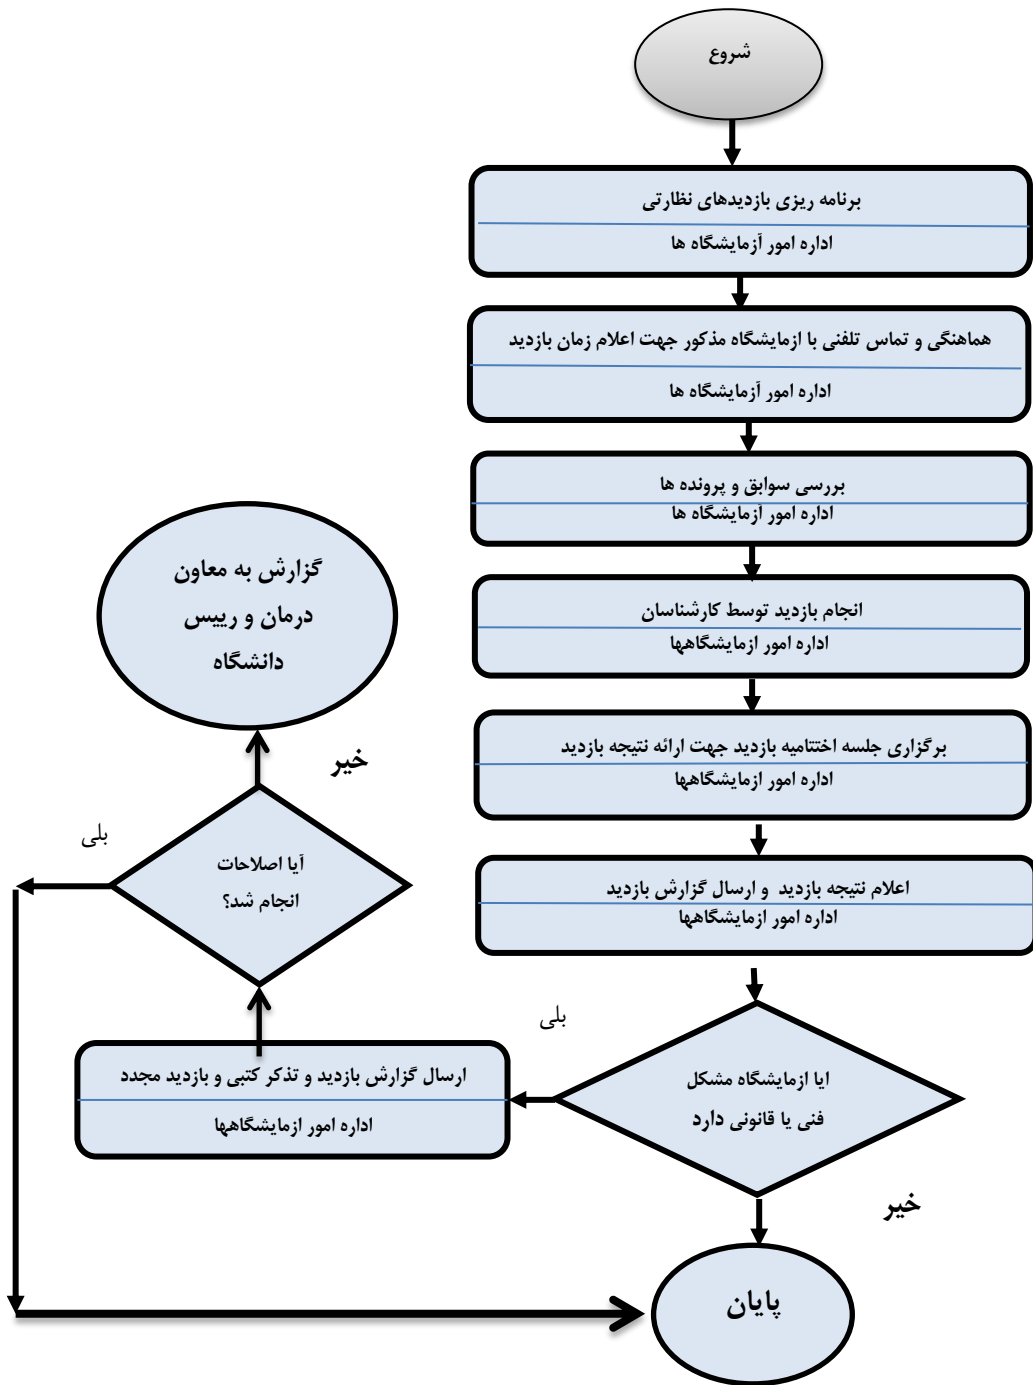 شروع
برنامه ریزی بازدیدهای نظارتی
اداره امور آزمایشگاه ها
هماهنگی و تماس تلفنی با ازمایشگاه مذکور جهت اعلام زمان بازدید
اداره امور آزمایشگاه ها
بررسی سوابق و پرونده ها
اداره امور آزمایشگاه ها
انجام بازدید توسط کارشناسان
اداره امور ازمایشگاهها
برگزاری جلسه اختتامیه بازدید جهت ارائه نتیجه بازدید
اداره امور ازمایشگاهها
اعلام نتیجه بازدید و ارسال گزارش بازدید
اداره امور ازمایشگاهها
ایا ازمایشگاه مشکل
فنی یا قانونی دارد
بلی
خیر
ارسال گزارش بازدید و تذکر کتبی و بازدید مجدد
اداره امور ازمایشگاهها
آیا اصلاحات
انجام شد؟
بلی
خیر
گزارش به معاون
درمان و رییس
دانشگاه
پایان